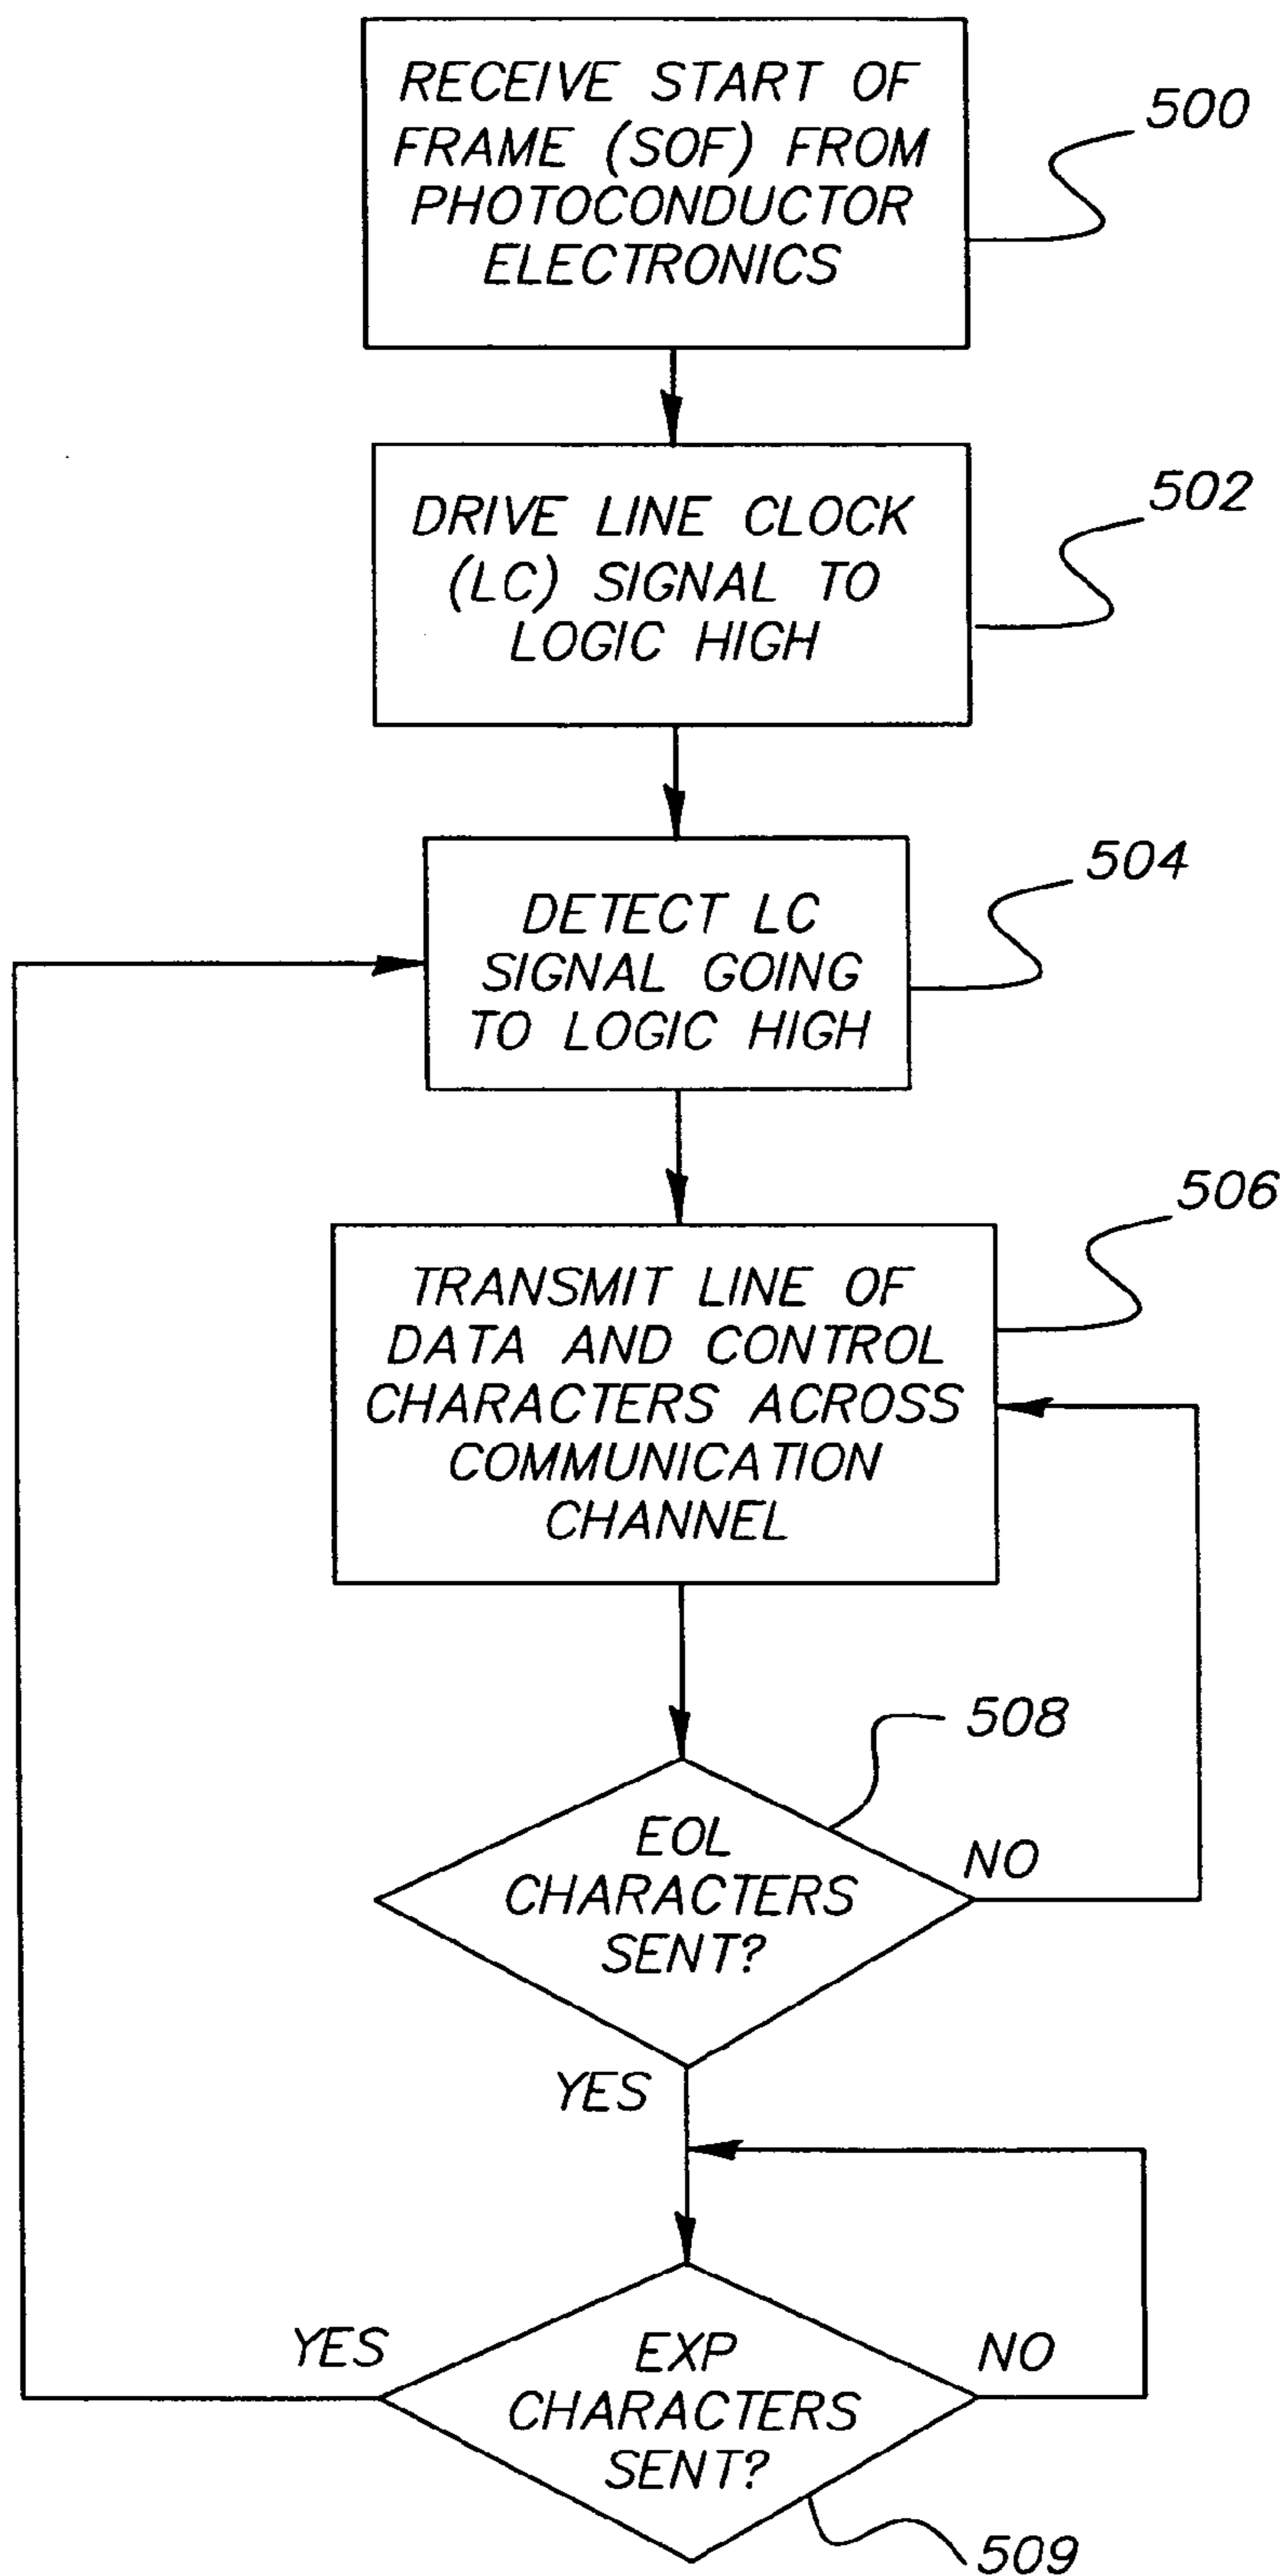 RECEIVE START OF
FRAME (SOF) FROM
PHOTOCONDUCTOR
ELECTRONICS
500
DRIVE LINE CLOCK
(LC) SIGNAL TO
LOGIC HIGH
502
DETECT LC
SIGNAL GOING
TO LOGIC HIGH
504
TRANSMIT LINE OF
DATA AND CONTROL
CHARACTERS ACROSS
COMMUNICATION
CHANNEL
506
EOL
CHARACTERS
SENT?
508
NO
YES
EXP
CHARACTERS
SENT?
YES
NO
509